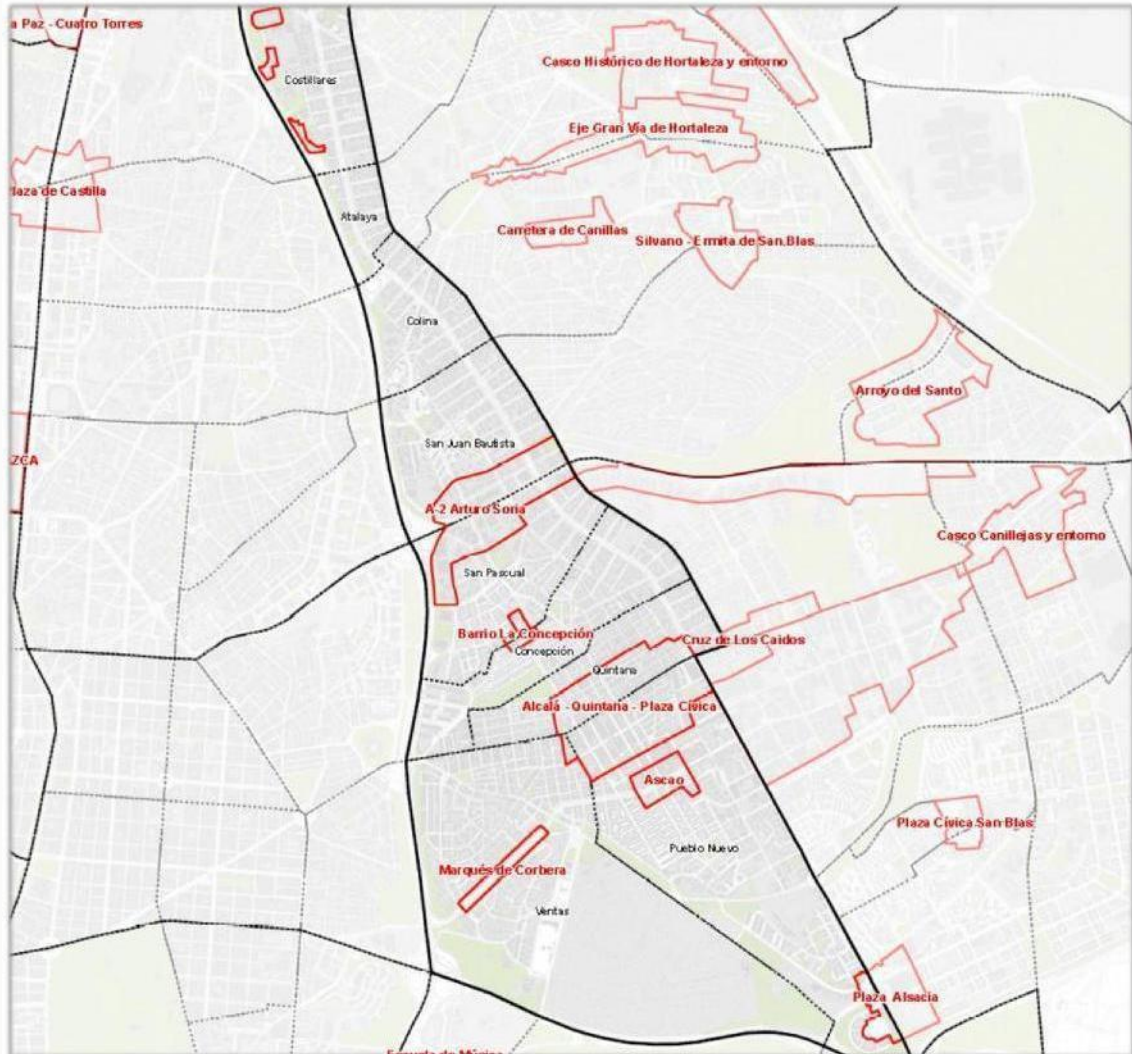 a Paz - Cuatro Torres
Casco Histórico de Hortaleza y entorno
Costillares
Eje Gran Vía de Hortaleza
laza de Castilla
Atalaya
Carretera de Canillas
Silvano - Ermita de San Blas
Colina
Arroyo del Santo
San Juan Bautista
ZCA
A-2 Arturo Soria
Casco Canillejas y entorno
San Pascual
Barrio La Concepción
Concepción
Cruz de Los Caidos
Quintana
Alcalá - Quintana - Plaza Cívica
Ascao
Plaza Cívica San Blas
Pueblo Nuevo
Marqués de Corbera
Ventas
Plaza Alsacia